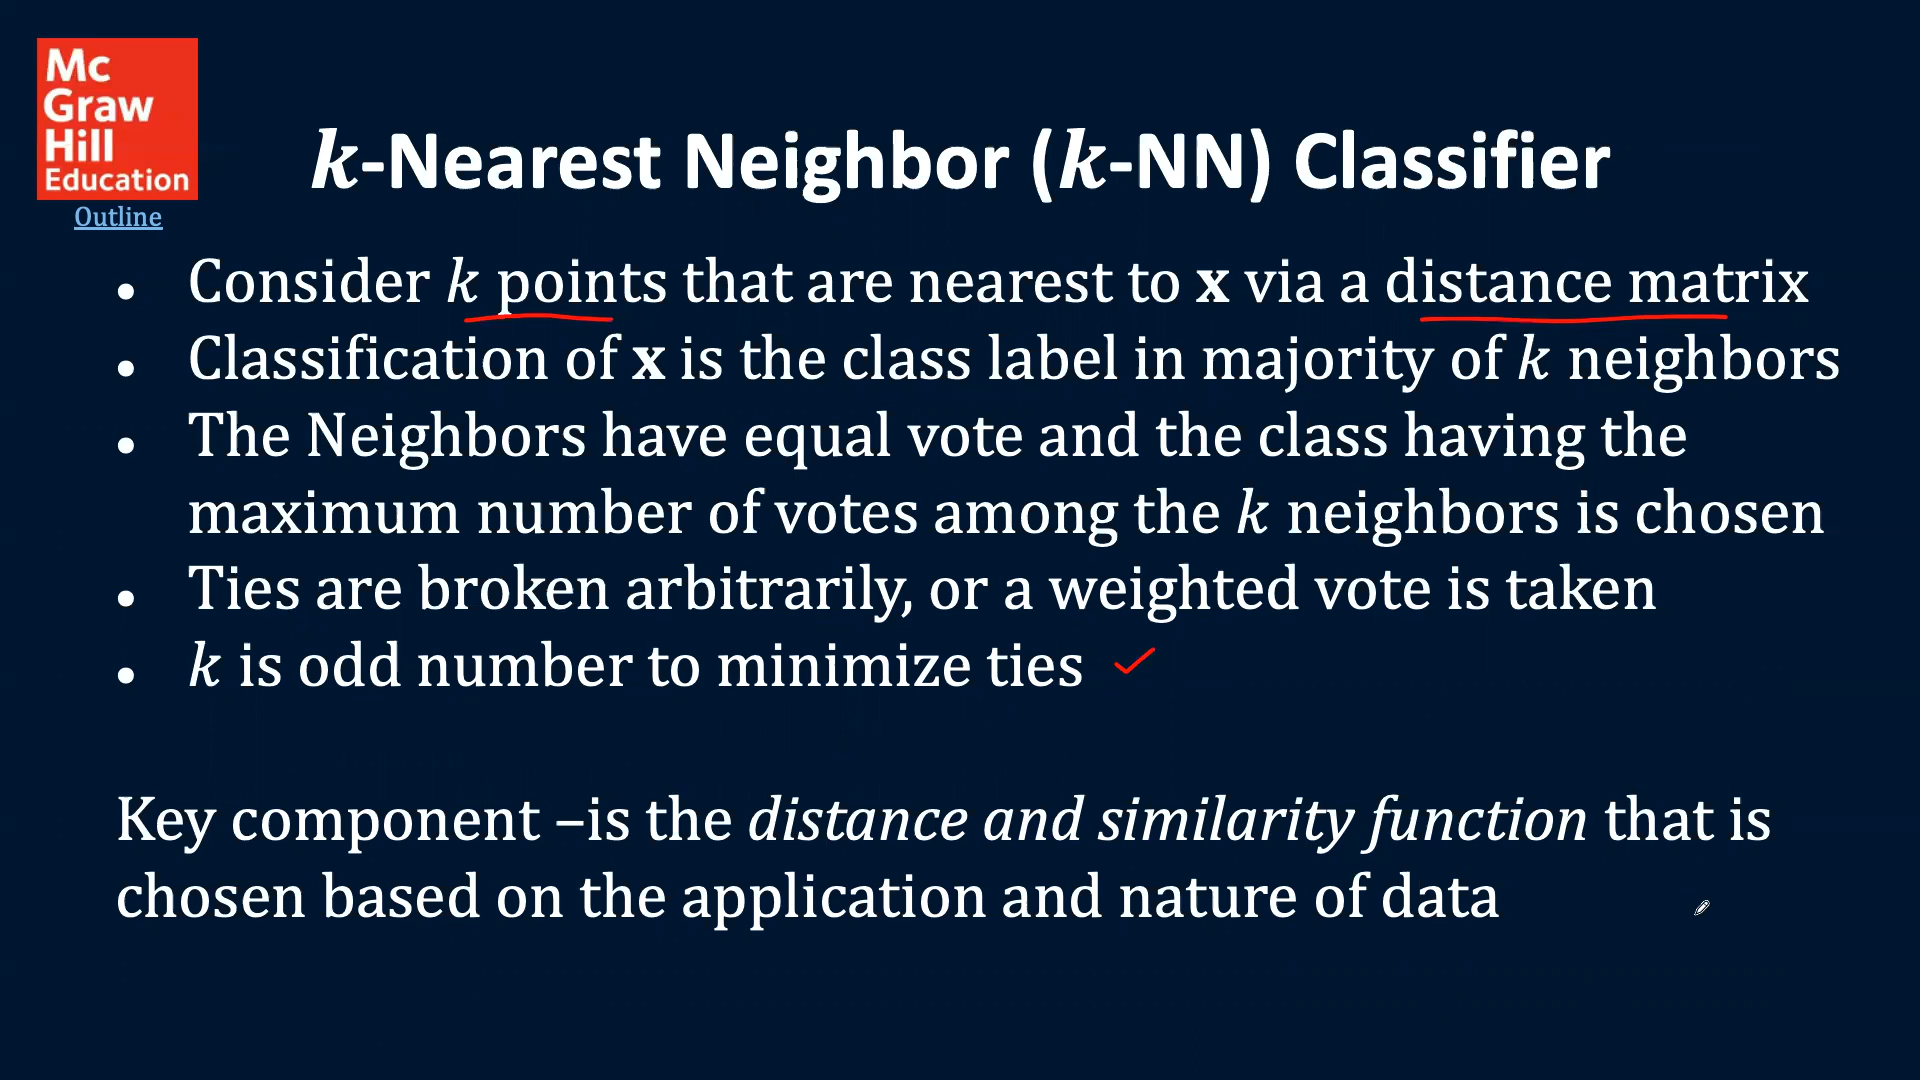 Mc
Graw
Hill
Education
Outline
k-Nearest Neighbor (k-NN) Classifier
• Consider k points that are nearest to x via a distance matrix
• Classification of x is the class label in majority of k neighbors
• The Neighbors have equal vote and the class having the
maximum number of votes among the k neighbors is chosen
• Ties are broken arbitrarily, or a weighted vote is taken
• k is odd number to minimize ties
Key component –is the distance and similarity function that is
chosen based on the application and nature of data